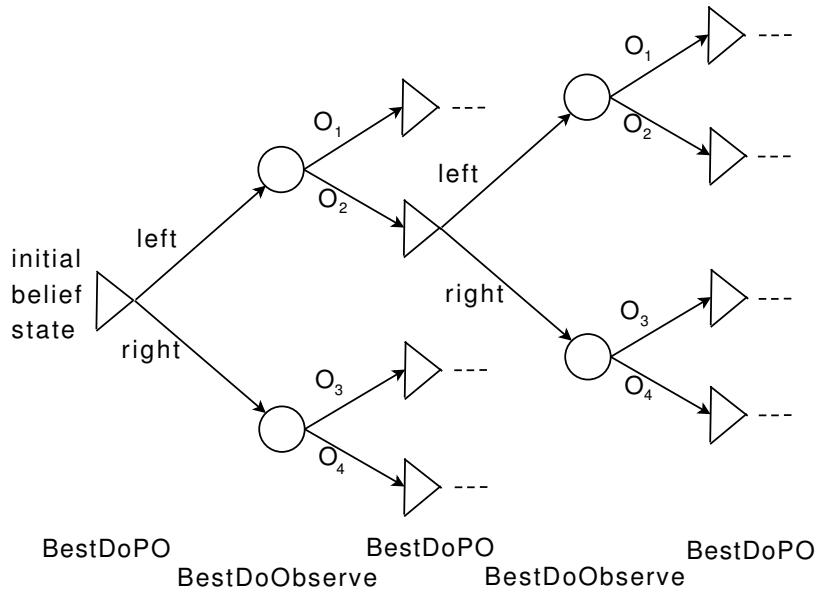 O₁
O₂
O₁
O₂
left
left
initial
belief
state
right
right
O₃
O₄
O₃
O₄
BestDoPO
BestDoObserve
BestDoPO
BestDoObserve
BestDoPO